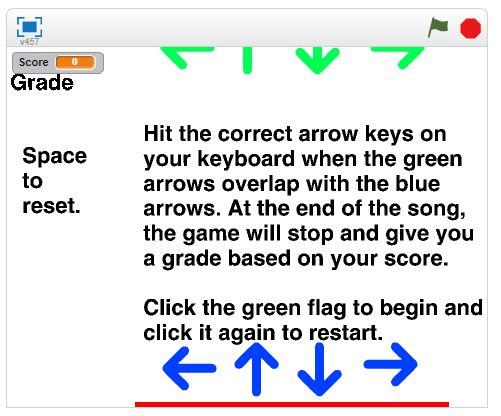 v457
Score 0
Grade
Space
to
reset.
Hit the correct arrow keys on
your keyboard when the green
arrows overlap with the blue
arrows. At the end of the song,
the game will stop and give you
a grade based on your score.
Click the green flag to begin and
click it again to restart.